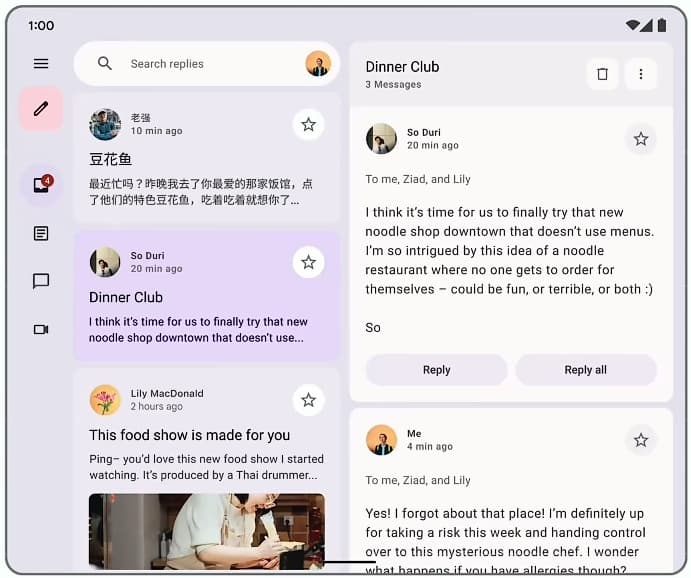 1:00
Search replies
4
老强
10 min ago
豆花鱼
最近忙吗？昨晚我去了你最爱的那家饭馆，点
了他们的特色豆花鱼，吃着吃着就想你了...
So Duri
20 min ago
Dinner Club
I think it's time for us to finally try that new
noodle shop downtown that doesn't use...
Lily MacDonald
2 hours ago
This food show is made for you
Ping– you'd love this new food show I started
watching. It's produced by a Thai drummer...
Dinner Club
3 Messages
So Duri
20 min ago
To me, Ziad, and Lily
I think it's time for us to finally try that new
noodle shop downtown that doesn't use menus.
I'm so intrigued by this idea of a noodle
restaurant where no one gets to order for
themselves – could be fun, or terrible, or both :)
So
Reply
Reply all
Me
4 min ago
To me, Ziad, and Lily
Yes! I forgot about that place! I'm definitely up
for taking a risk this week and handing control
over to this mysterious noodle chef. I wonder
what happens if you have allergies though?